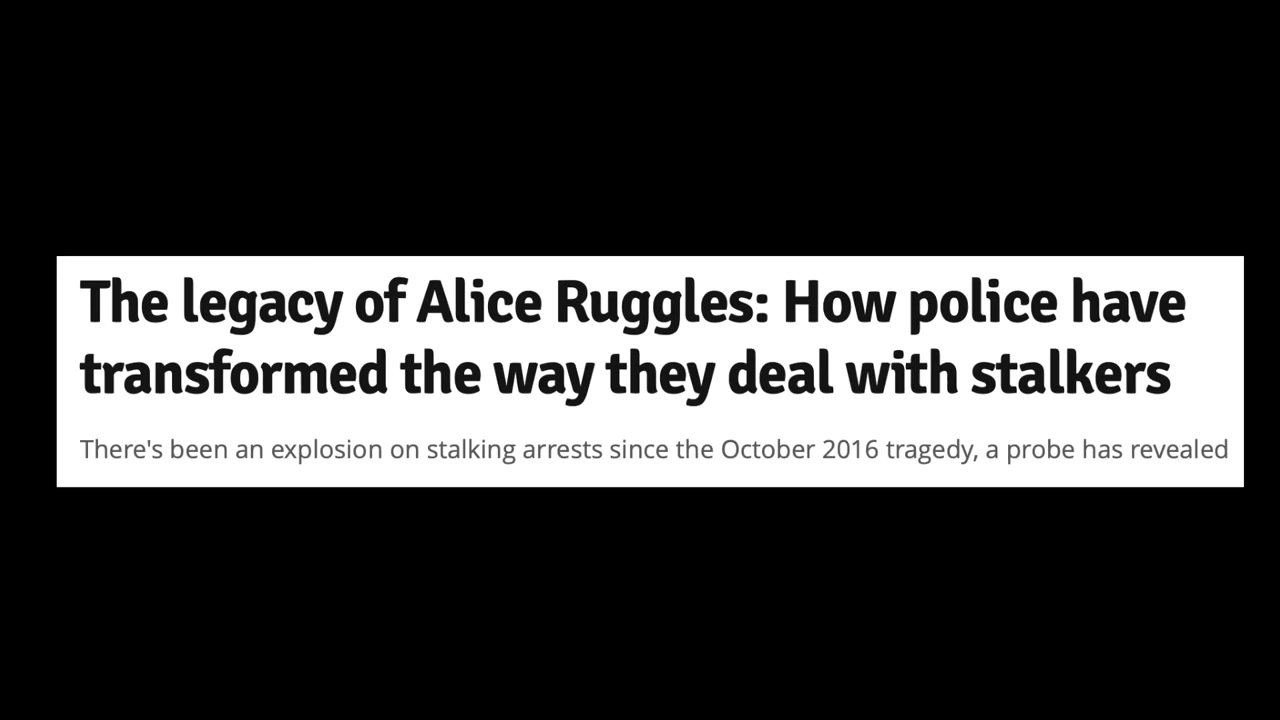 The legacy of Alice Ruggles: How police have
transformed the way they deal with stalkers
There's been an explosion on stalking arrests since the October 2016 tragedy, a probe has revealed